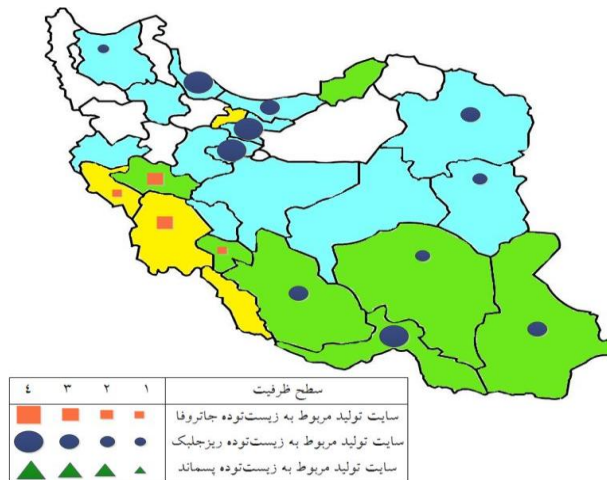 سطح ظرفیت ۱ ۲ ۳ ٤
سایت تولید مربوط به زیست‌توده جاتروفا
سایت تولید مربوط به زیست‌توده ریزجلبک
سایت تولید مربوط به زیست‌توده پسماند